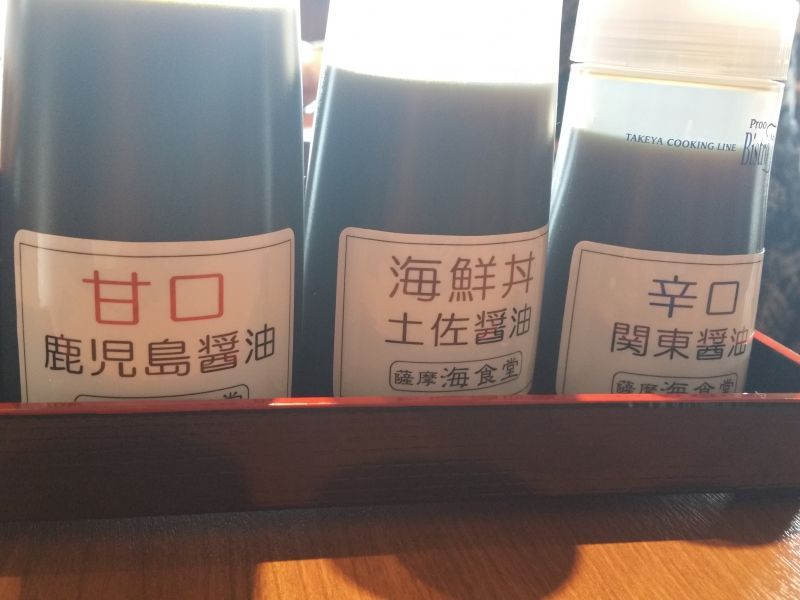 甘口
鹿児島醤油
海鮮丼
土佐醤油
薩摩 海食堂
TAKEYA COOKING LINE
辛口
関東醤油
薩摩 海食堂